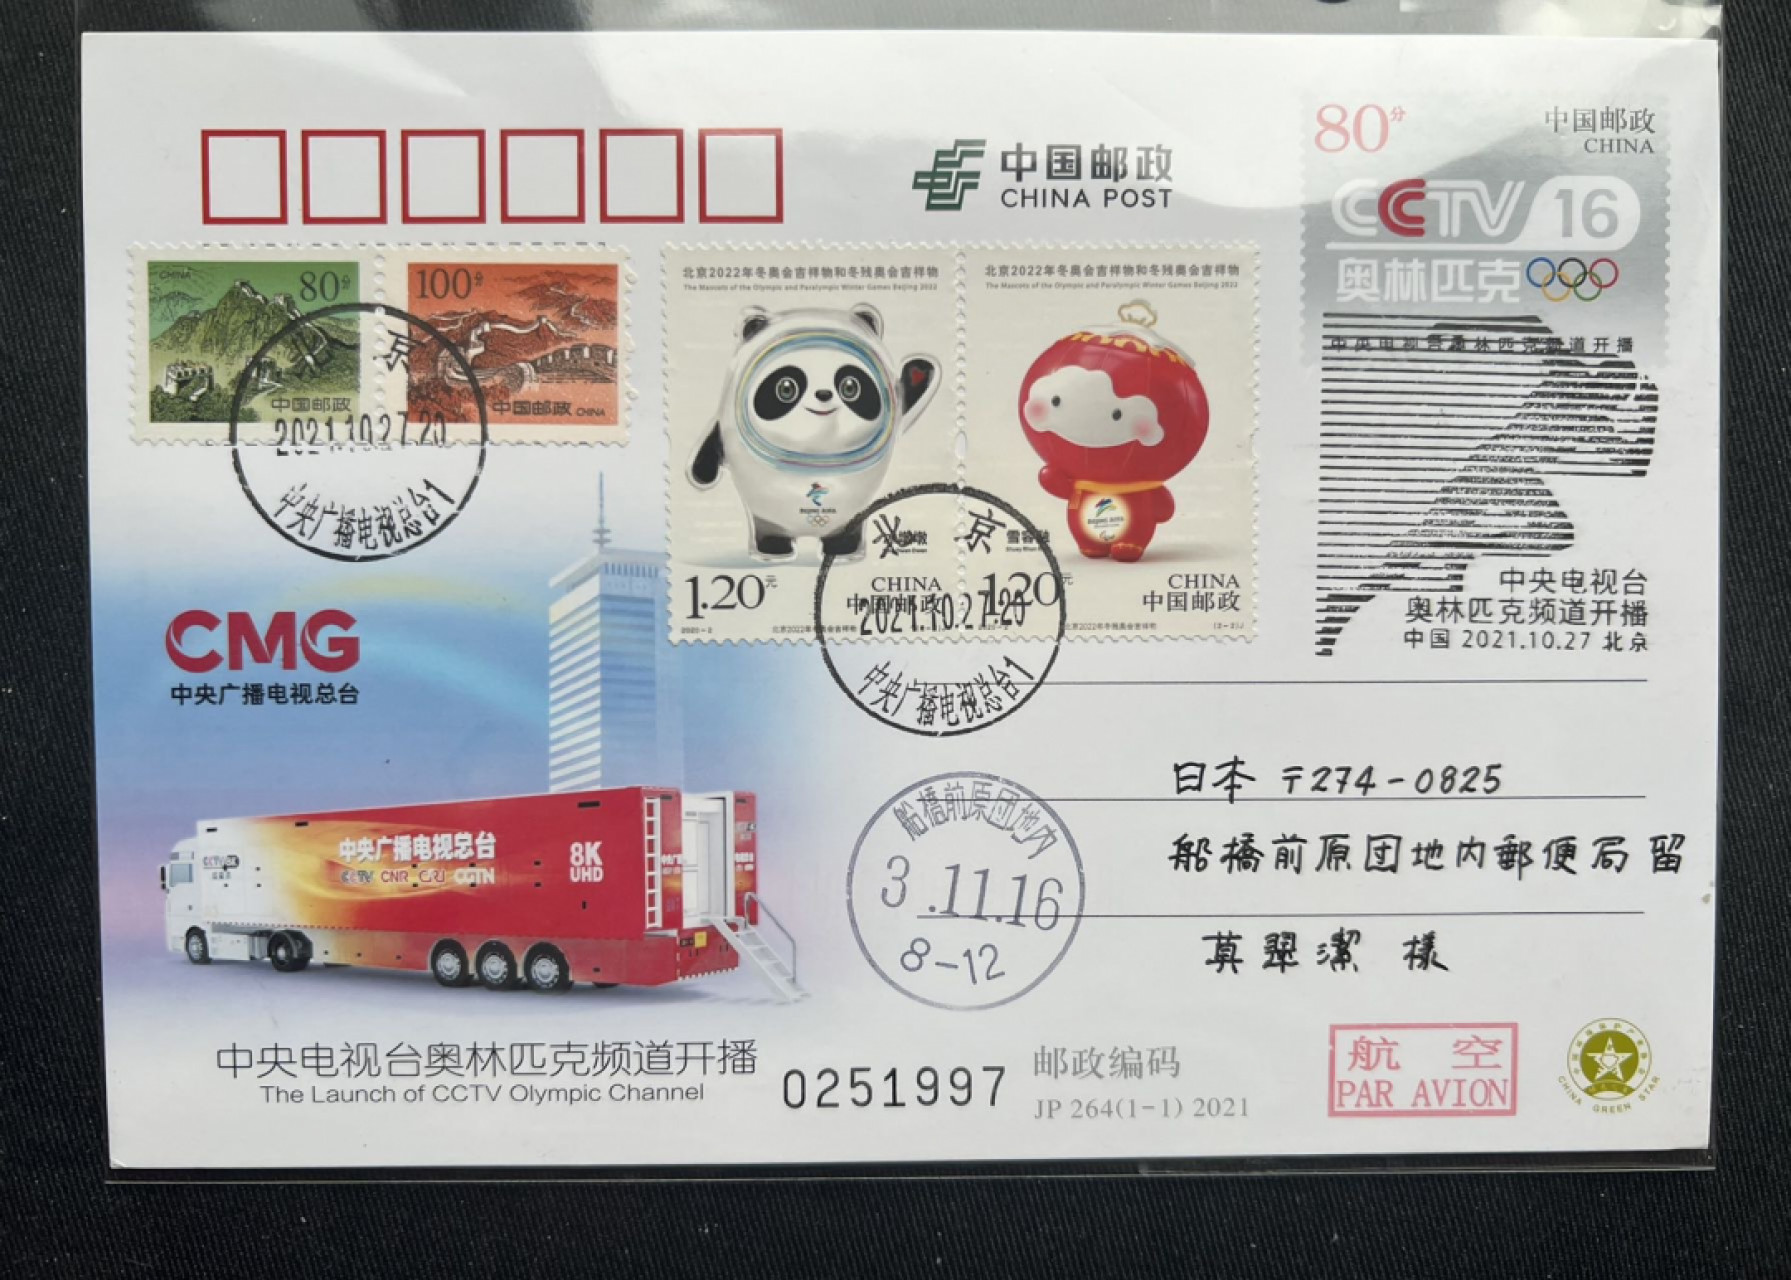 中国邮政
CHINA POST
80分
中国邮政
CHINA
CCTV 16
奥林匹克
中央电视台奥林匹克频道开播
CHINA
80分
中国邮政
100分
中国邮政 CHINA
北京2022年冬奥会吉祥物和冬残奥会吉祥物
The Mascots of the Olympic and Paralympic Winter Games Beijing 2022
1.20元
CHINA
中国邮政
北京2022年冬奥会吉祥物和冬残奥会吉祥物
The Mascots of the Olympic and Paralympic Winter Games Beijing 2022
雪容融
1.20元
CHINA
中国邮政
(2-2)J
北京
2021.10.27.20
中央广播电视总台1
北京
2021.10.27.20
中央广播电视总台1
中央电视台
奥林匹克频道开播
中国 2021.10.27 北京
CMG
中央广播电视总台
中央广播电视总台
CCTV CNR CRI CGTN
8K
UHD
日本 〒274-0825
船橋前原団地内郵便局留
莫翠潔 様
船橋前原団地内
3.11.16
8-12
中央电视台奥林匹克频道开播
The Launch of CCTV Olympic Channel
0251997
邮政编码
JP 264(1-1) 2021
航空
PAR AVION
CHINA GREEN STAR